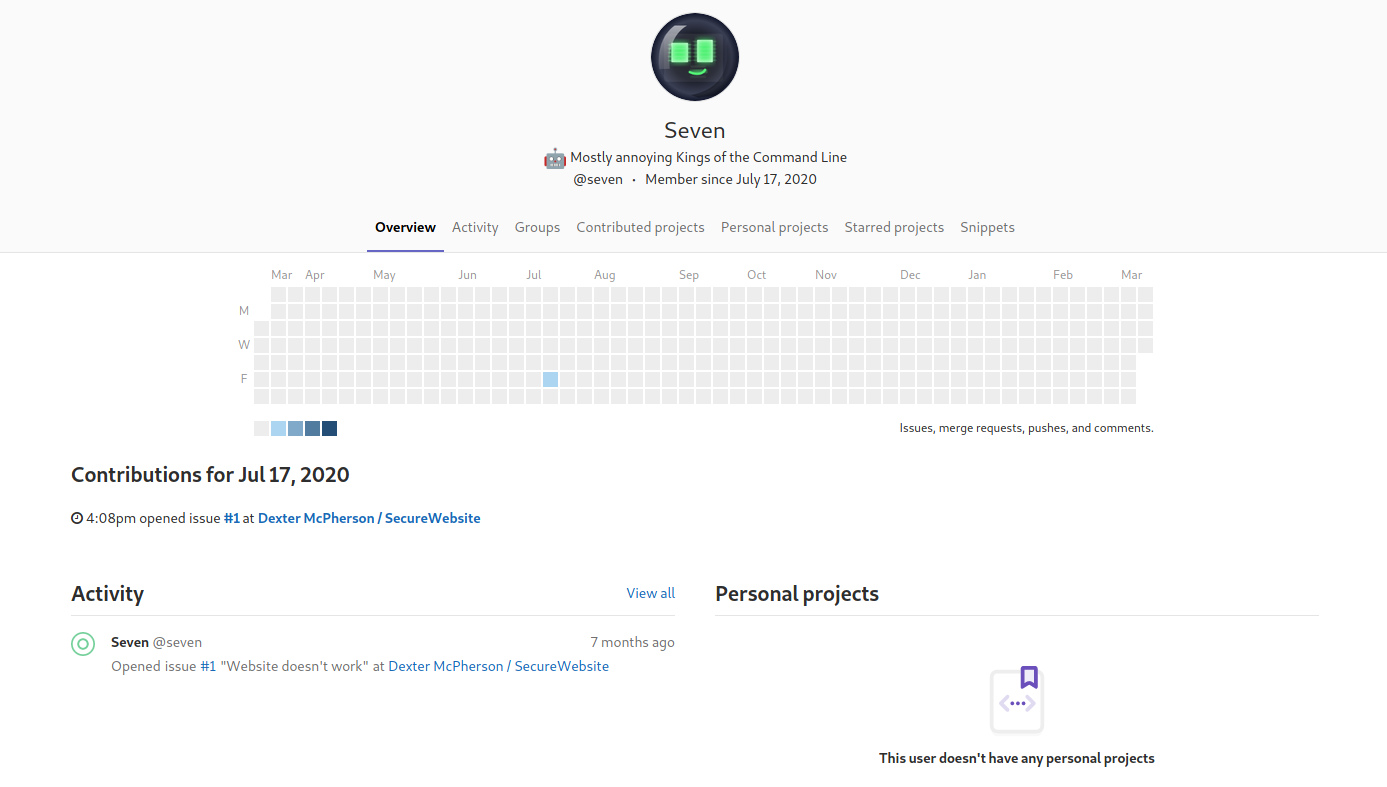 Seven
Mostly annoying Kings of the Command Line
@seven · Member since July 17, 2020
Overview Activity Groups Contributed projects Personal projects Starred projects Snippets
Mar Apr May Jun Jul Aug Sep Oct Nov Dec Jan Feb Mar
M
W
F
Issues, merge requests, pushes, and comments.
Contributions for Jul 17, 2020
4:08pm opened issue #1 at Dexter McPherson / SecureWebsite
Activity View all
Seven @seven 7 months ago
Opened issue #1 "Website doesn't work" at Dexter McPherson / SecureWebsite
Personal projects
This user doesn't have any personal projects